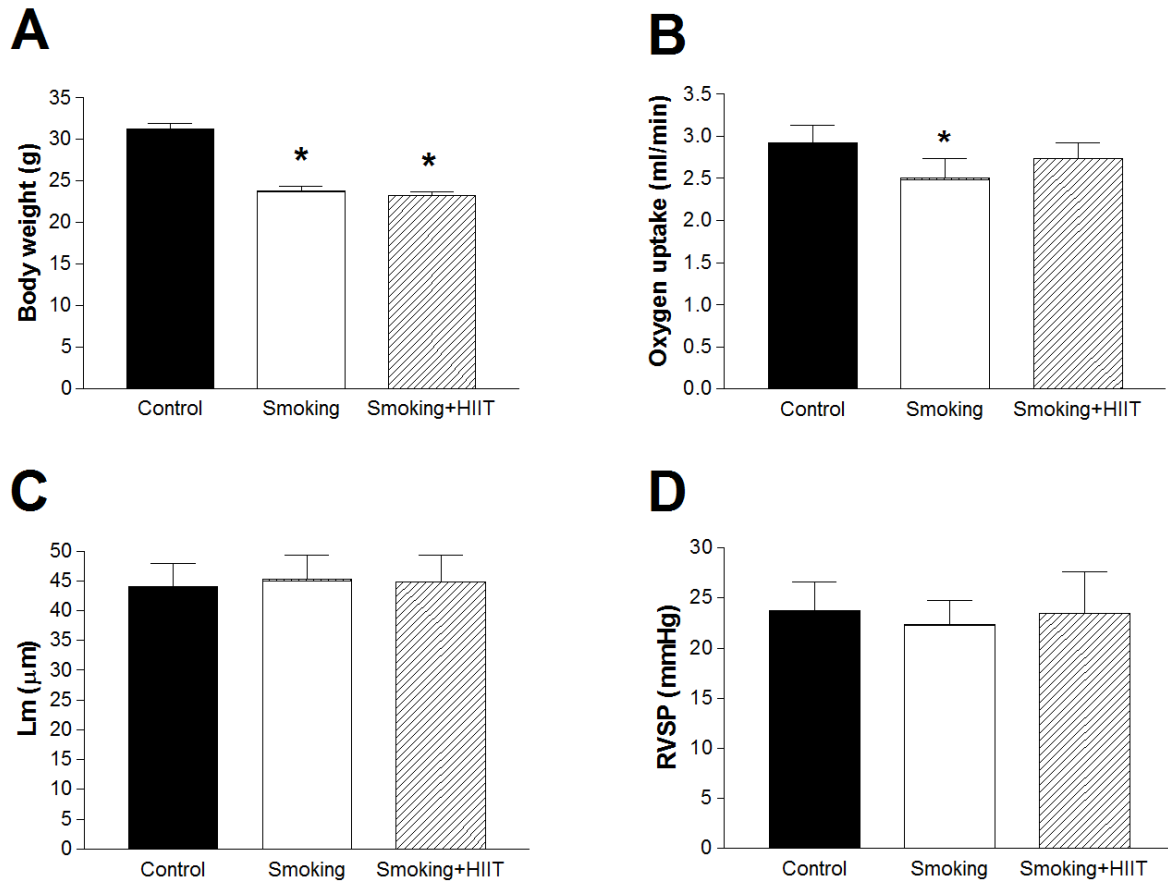 A
Body weight (g)
35
30
25
20
15
10
5
0
*
*
Control
Smoking
Smoking+HIIT
B
Oxygen uptake (ml/min)
3.5
3.0
2.5
2.0
1.5
1.0
0.5
0.0
*
Control
Smoking
Smoking+HIIT
C
Lm (μm)
50
45
40
35
30
25
20
15
10
5
0
Control
Smoking
Smoking+HIIT
D
RVSP (mmHg)
30
25
20
15
10
5
0
Control
Smoking
Smoking+HIIT